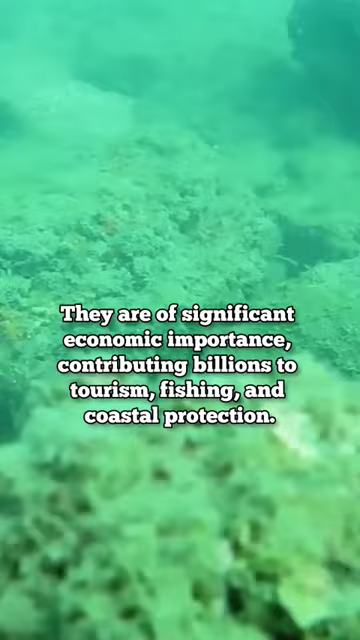 They are of significant
economic importance,
contributing billions to
tourism, fishing, and
coastal protection.